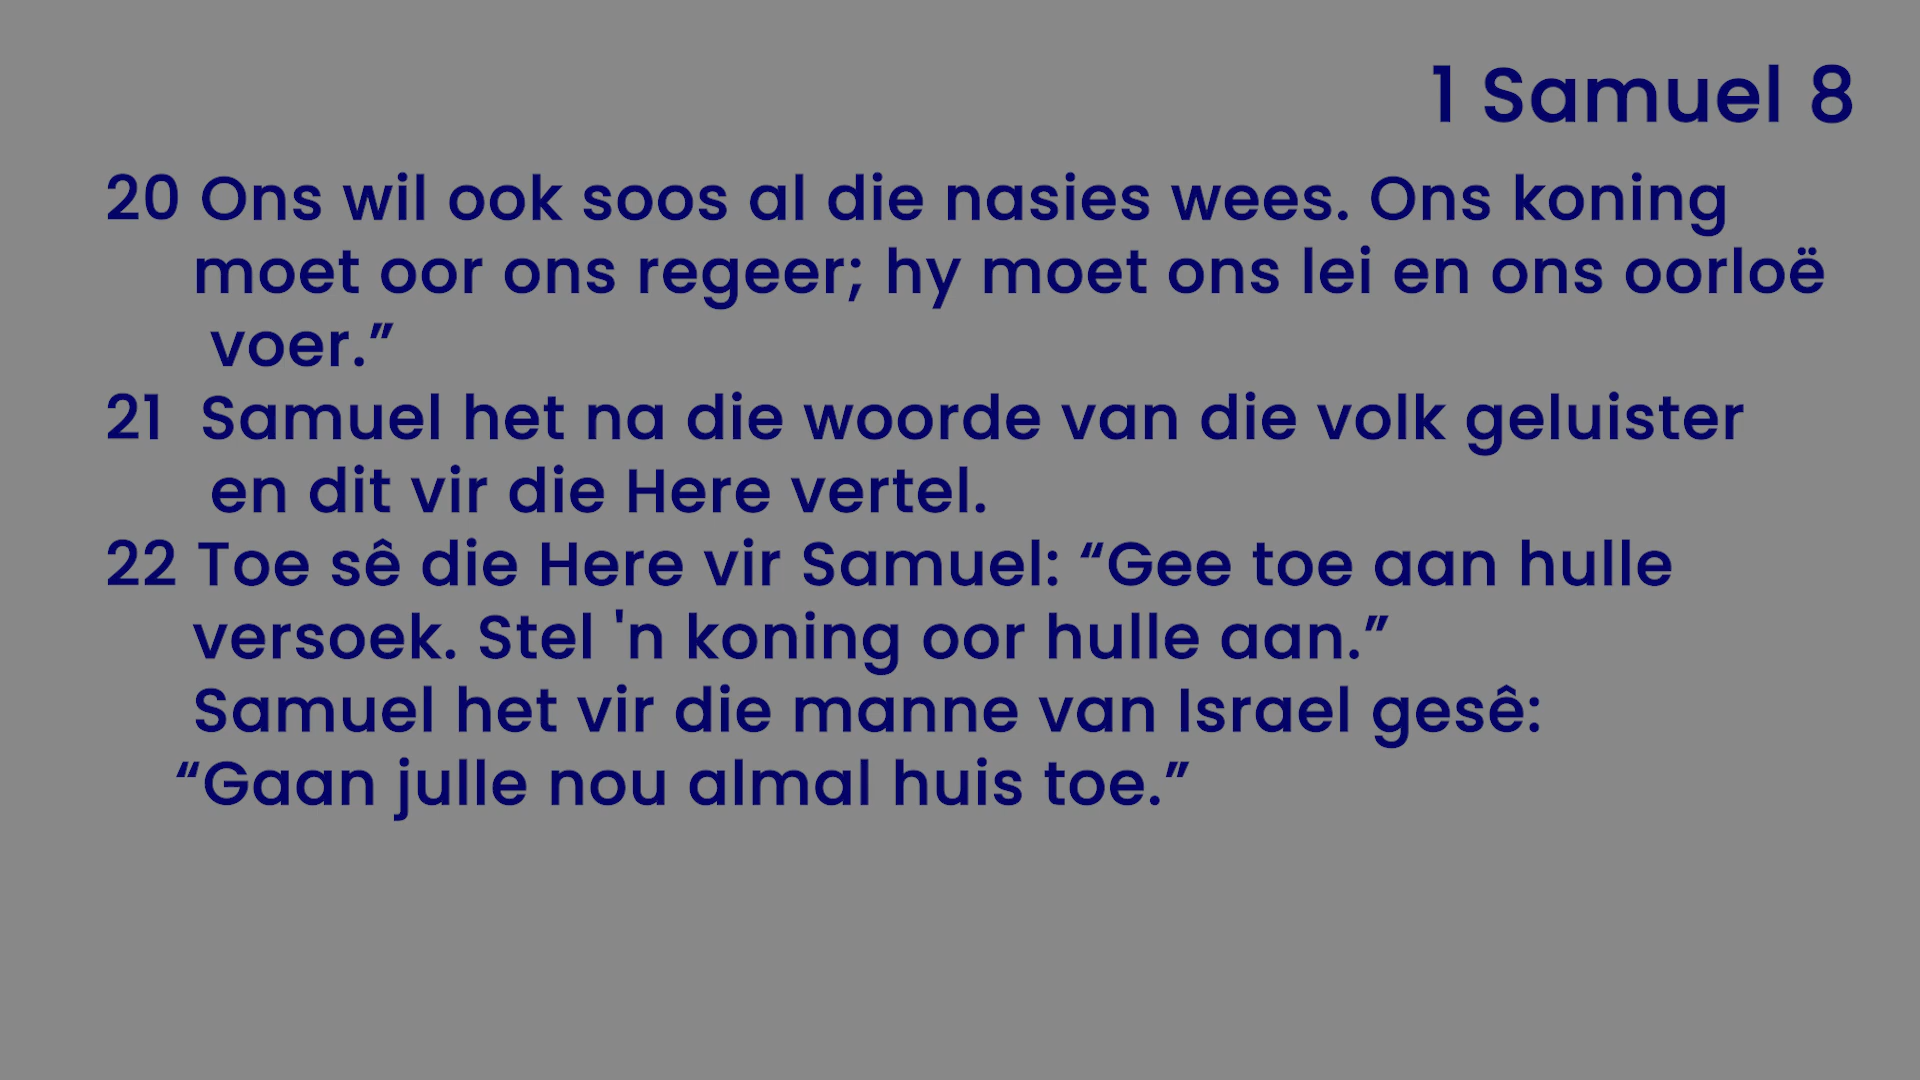 1 Samuel 8
20 Ons wil ook soos al die nasies wees. Ons koning
moet oor ons regeer; hy moet ons lei en ons oorloë
voer.”
21 Samuel het na die woorde van die volk geluister
en dit vir die Here vertel.
22 Toe sê die Here vir Samuel: “Gee toe aan hulle
versoek. Stel 'n koning oor hulle aan.”
Samuel het vir die manne van Israel gesê:
“Gaan julle nou almal huis toe.”